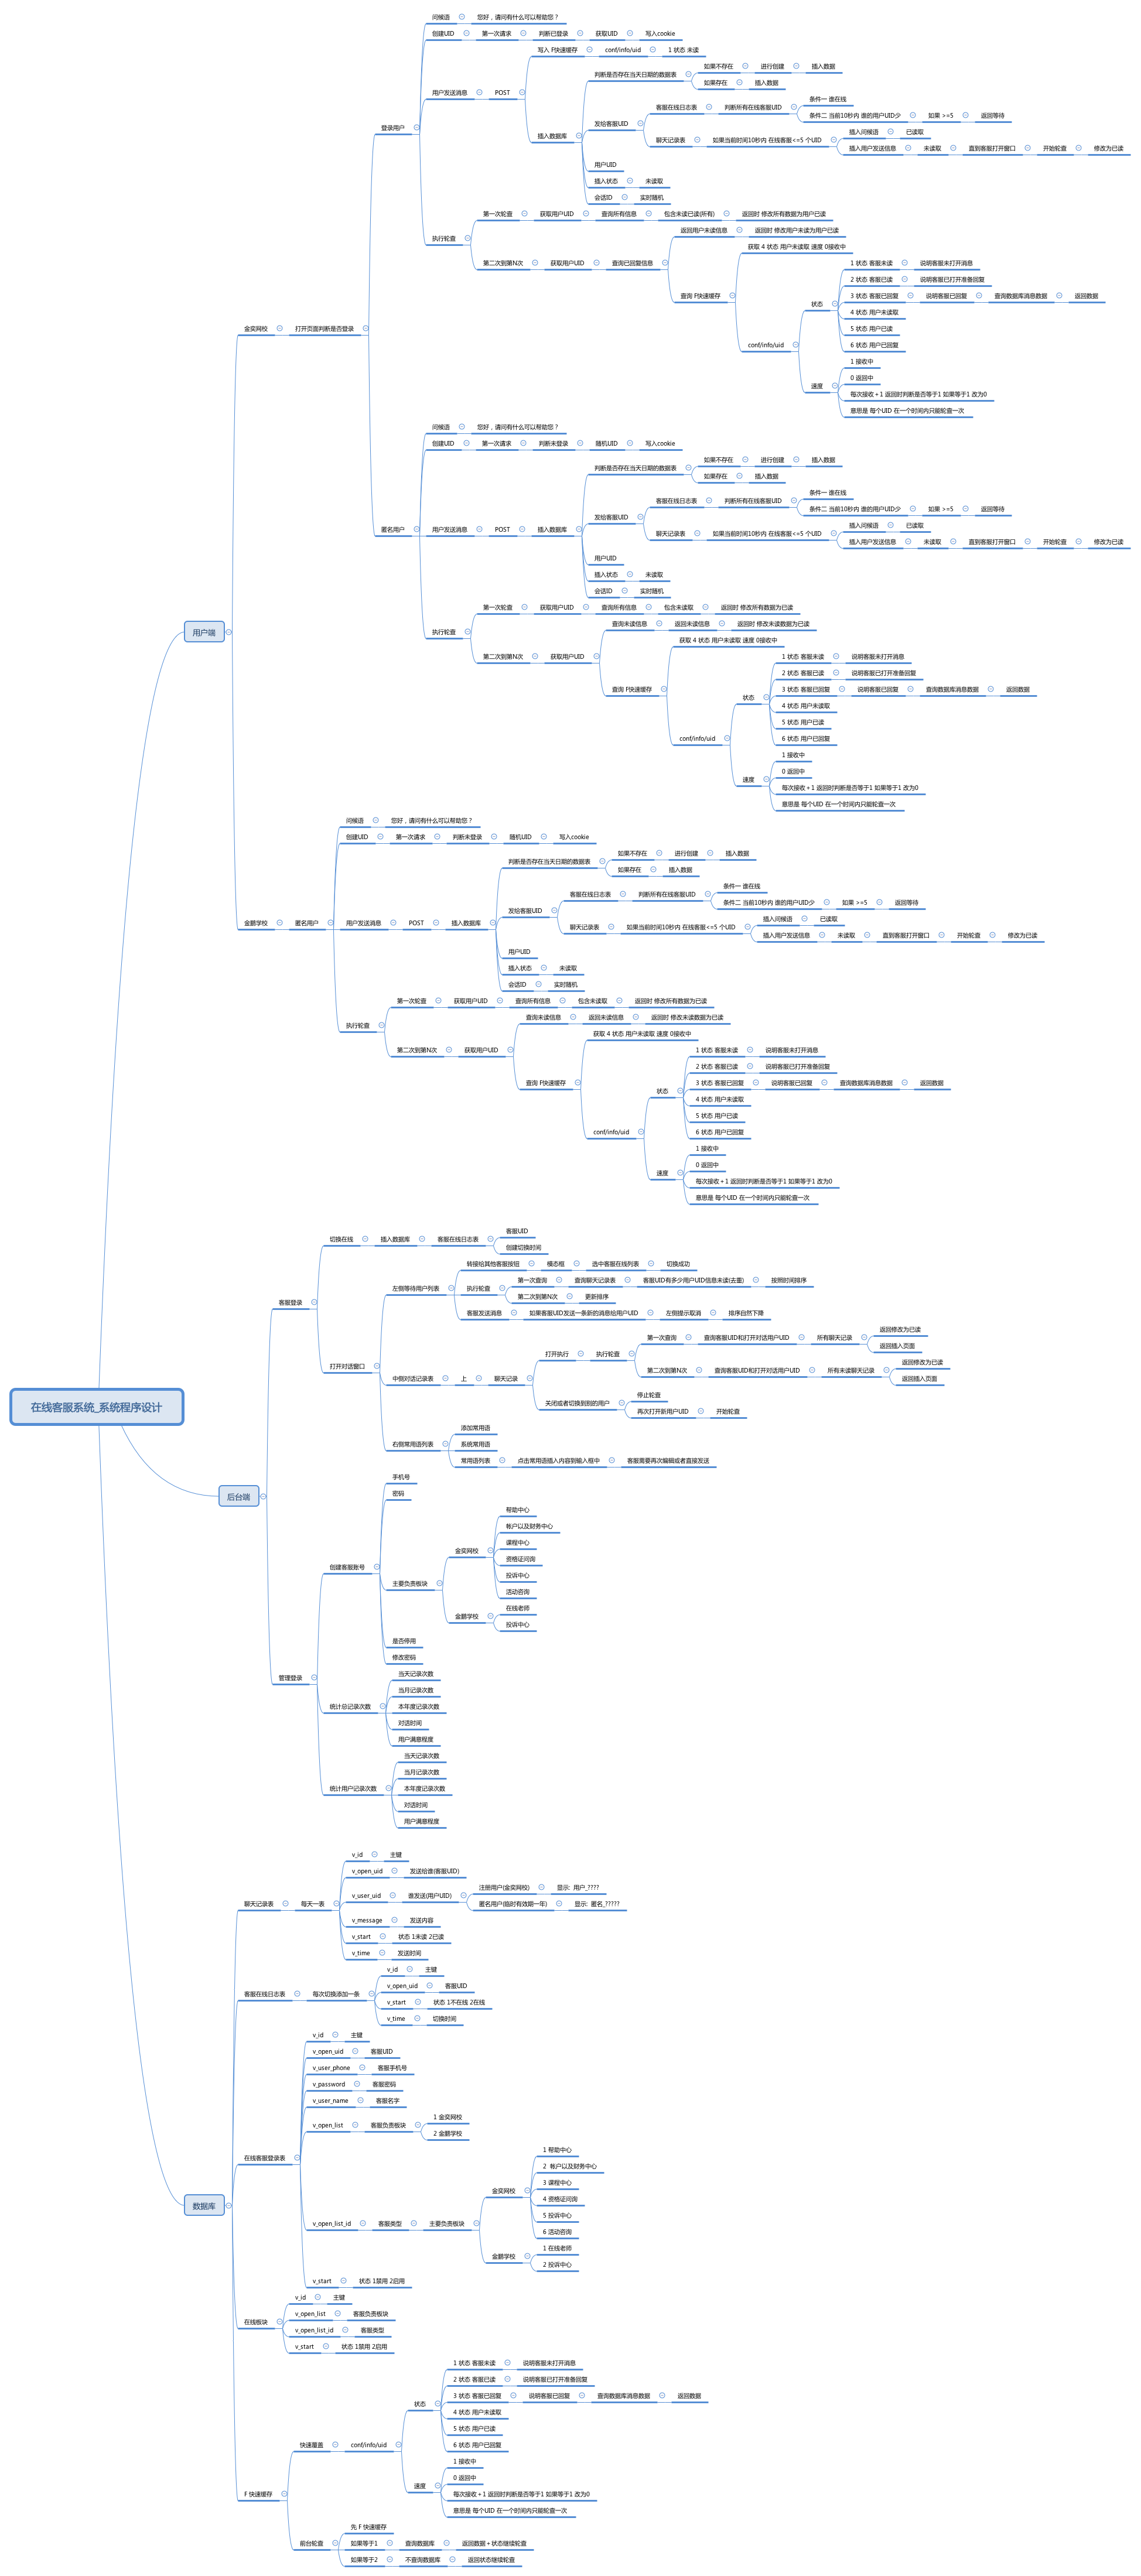 在线客服系统_系统程序设计
用户端
金奖网校
打开页面判断是否登录
登录用户
问候语
您好，请问有什么可以帮助您？
创建UID
第一次请求
判断已登录
获取UID
写入cookie
用户发送消息
POST
写入 F快速缓存
conf/info/uid
1 状态 未读
插入数据库
判断是否存在当天日期的数据表
如果不存在
进行创建
插入数据
如果存在
插入数据
发给客服UID
客服在线日志表
判断所有在线客服UID
条件一 谁在线
条件二 当前10秒内 谁的用户UID少
如果 >=5
返回等待
聊天记录表
如果当前时间10秒内 在线客服<=5 个UID
插入问候语
已读取
插入用户发送信息
未读取
直到客服打开窗口
开始轮查
修改为已读
用户UID
插入状态
未读取
会话ID
实时随机
执行轮查
第一次轮查
获取用户UID
查询所有信息
包含未读已读(所有)
返回时 修改所有数据为用户已读
第二次到第N次
获取用户UID
查询已回复信息
返回用户未读信息
返回时 修改用户未读为用户已读
查询 F快速缓存
获取 4 状态 用户未读取 速度 0接收中
conf/info/uid
状态
1 状态 客服未读
说明客服未打开消息
2 状态 客服已读
说明客服已打开准备回复
3 状态 客服已回复
说明客服已回复
查询数据库消息数据
返回数据
4 状态 用户未读取
5 状态 用户已读
6 状态 用户已回复
速度
1 接收中
0 返回中
每次接收+1 返回时判断是否等于1 如果等于1 改为0
意思是 每个UID 在一个时间内只能轮查一次
匿名用户
问候语
您好，请问有什么可以帮助您？
创建UID
第一次请求
判断未登录
随机UID
写入cookie
用户发送消息
POST
插入数据库
判断是否存在当天日期的数据表
如果不存在
进行创建
插入数据
如果存在
插入数据
发给客服UID
客服在线日志表
判断所有在线客服UID
条件一 谁在线
条件二 当前10秒内 谁的用户UID少
如果 >=5
返回等待
聊天记录表
如果当前时间10秒内 在线客服<=5 个UID
插入问候语
已读取
插入用户发送信息
未读取
直到客服打开窗口
开始轮查
修改为已读
用户UID
插入状态
未读取
会话ID
实时随机
执行轮查
第一次轮查
获取用户UID
查询所有信息
包含未读取
返回时 修改所有数据为已读
第二次到第N次
获取用户UID
查询未读信息
返回未读信息
返回时 修改未读数据为已读
查询 F快速缓存
获取 4 状态 用户未读取 速度 0接收中
conf/info/uid
状态
1 状态 客服未读
说明客服未打开消息
2 状态 客服已读
说明客服已打开准备回复
3 状态 客服已回复
说明客服已回复
查询数据库消息数据
返回数据
4 状态 用户未读取
5 状态 用户已读
6 状态 用户已回复
速度
1 接收中
0 返回中
每次接收+1 返回时判断是否等于1 如果等于1 改为0
意思是 每个UID 在一个时间内只能轮查一次
金爵学校
匿名用户
问候语
您好，请问有什么可以帮助您？
创建UID
第一次请求
判断未登录
随机UID
写入cookie
用户发送消息
POST
插入数据库
判断是否存在当天日期的数据表
如果不存在
进行创建
插入数据
如果存在
插入数据
发给客服UID
客服在线日志表
判断所有在线客服UID
条件一 谁在线
条件二 当前10秒内 谁的用户UID少
如果 >=5
返回等待
聊天记录表
如果当前时间10秒内 在线客服<=5 个UID
插入问候语
已读取
插入用户发送信息
未读取
直到客服打开窗口
开始轮查
修改为已读
用户UID
插入状态
未读取
会话ID
实时随机
执行轮查
第一次轮查
获取用户UID
查询所有信息
包含未读取
返回时 修改所有数据为已读
第二次到第N次
获取用户UID
查询未读信息
返回未读信息
返回时 修改未读数据为已读
查询 F快速缓存
获取 4 状态 用户未读取 速度 0接收中
conf/info/uid
状态
1 状态 客服未读
说明客服未打开消息
2 状态 客服已读
说明客服已打开准备回复
3 状态 客服已回复
说明客服已回复
查询数据库消息数据
返回数据
4 状态 用户未读取
5 状态 用户已读
6 状态 用户已回复
速度
1 接收中
0 返回中
每次接收+1 返回时判断是否等于1 如果等于1 改为0
意思是 每个UID 在一个时间内只能轮查一次
后台端
客服登录
切换在线
插入数据库
客服在线日志表
客服UID
创建切换时间
打开对话窗口
左侧等待用户列表
转接给其他客服按钮
模态框
选中客服在线列表
切换成功
执行轮查
第一次查询
查询聊天记录表
客服UID有多少用户UID信息未读(去重)
按照时间排序
第二次到第N次
更新排序
客服发送消息
如果客服UID发送一条新的消息给用户UID
左侧提示取消
排序自然下降
中侧对话记录表
上
聊天记录
打开执行
执行轮查
第一次查询
查询客服UID和打开对话用户UID
所有聊天记录
返回修改为已读
返回插入页面
第二次到第N次
查询客服UID和打开对话用户UID
所有未读聊天记录
返回修改为已读
返回插入页面
关闭或者切换到别的用户
停止轮查
再次打开新用户UID
开始轮查
右侧常用语列表
添加常用语
系统常用语
常用语列表
点击常用语插入内容到输入框中
客服需要再次编辑或者直接发送
管理登录
创建客服账号
手机号
密码
主要负责板块
金奖网校
帮助中心
帐户以及财务中心
课程中心
资格证问询
投诉中心
活动咨询
金爵学校
在线老师
投诉中心
是否停用
修改密码
统计总记录次数
当天记录次数
当月记录次数
本年度记录次数
对话时间
用户满意程度
统计用户记录次数
当天记录次数
当月记录次数
本年度记录次数
对话时间
用户满意程度
数据库
聊天记录表
每天一表
v_id
主键
v_open_uid
发送给谁(客服UID)
v_user_uid
谁发送(用户UID)
注册用户(金奖网校)
显示: 用户_????
匿名用户(临时有效期一年)
显示: 匿名_?????
v_message
发送内容
v_start
状态 1未读 2已读
v_time
发送时间
客服在线日志表
每次切换添加一条
v_id
主键
v_open_uid
客服UID
v_start
状态 1不在线 2在线
v_time
切换时间
在线客服登录表
v_id
主键
v_open_uid
客服UID
v_user_phone
客服手机号
v_password
客服密码
v_user_name
客服名字
v_open_list
客服负责板块
1 金奖网校
2 金爵学校
v_open_list_id
客服类型
主要负责板块
金奖网校
1 帮助中心
2 帐户以及财务中心
3 课程中心
4 资格证问询
5 投诉中心
6 活动咨询
金爵学校
1 在线老师
2 投诉中心
v_start
状态 1禁用 2启用
在线板块
v_id
主键
v_open_list
客服负责板块
v_open_list_id
客服类型
v_start
状态 1禁用 2启用
F 快速缓存
快速覆盖
conf/info/uid
状态
1 状态 客服未读
说明客服未打开消息
2 状态 客服已读
说明客服已打开准备回复
3 状态 客服已回复
说明客服已回复
查询数据库消息数据
返回数据
4 状态 用户未读取
5 状态 用户已读
6 状态 用户已回复
速度
1 接收中
0 返回中
每次接收+1 返回时判断是否等于1 如果等于1 改为0
意思是 每个UID 在一个时间内只能轮查一次
前台轮查
先 F 快速缓存
如果等于1
查询数据库
返回数据+状态继续轮查
如果等于2
不查询数据库
返回状态继续轮查